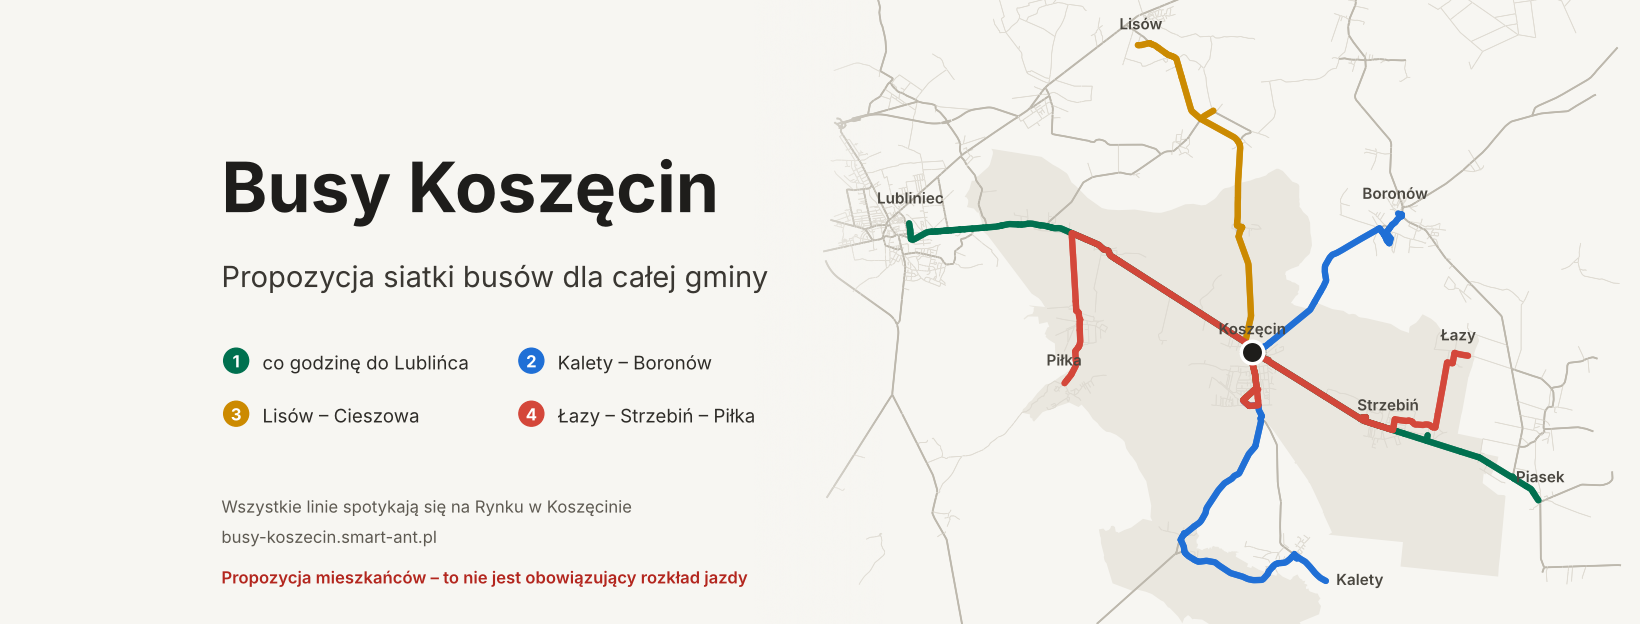 Busy Koszęcin
Propozycja siatki busów dla całej gminy
1 co godzinę do Lublińca
2 Kalety – Boronów
3 Lisów – Cieszowa
4 Łazy – Strzebiń – Piłka
Wszystkie linie spotykają się na Rynku w Koszęcinie
busy-koszecin.smart-ant.pl
Propozycja mieszkańców – to nie jest obowiązujący rozkład jazdy
Lisów
Lubliniec
Boronów
Koszęcin
Łazy
Piłka
Strzebiń
Piasek
Kalety